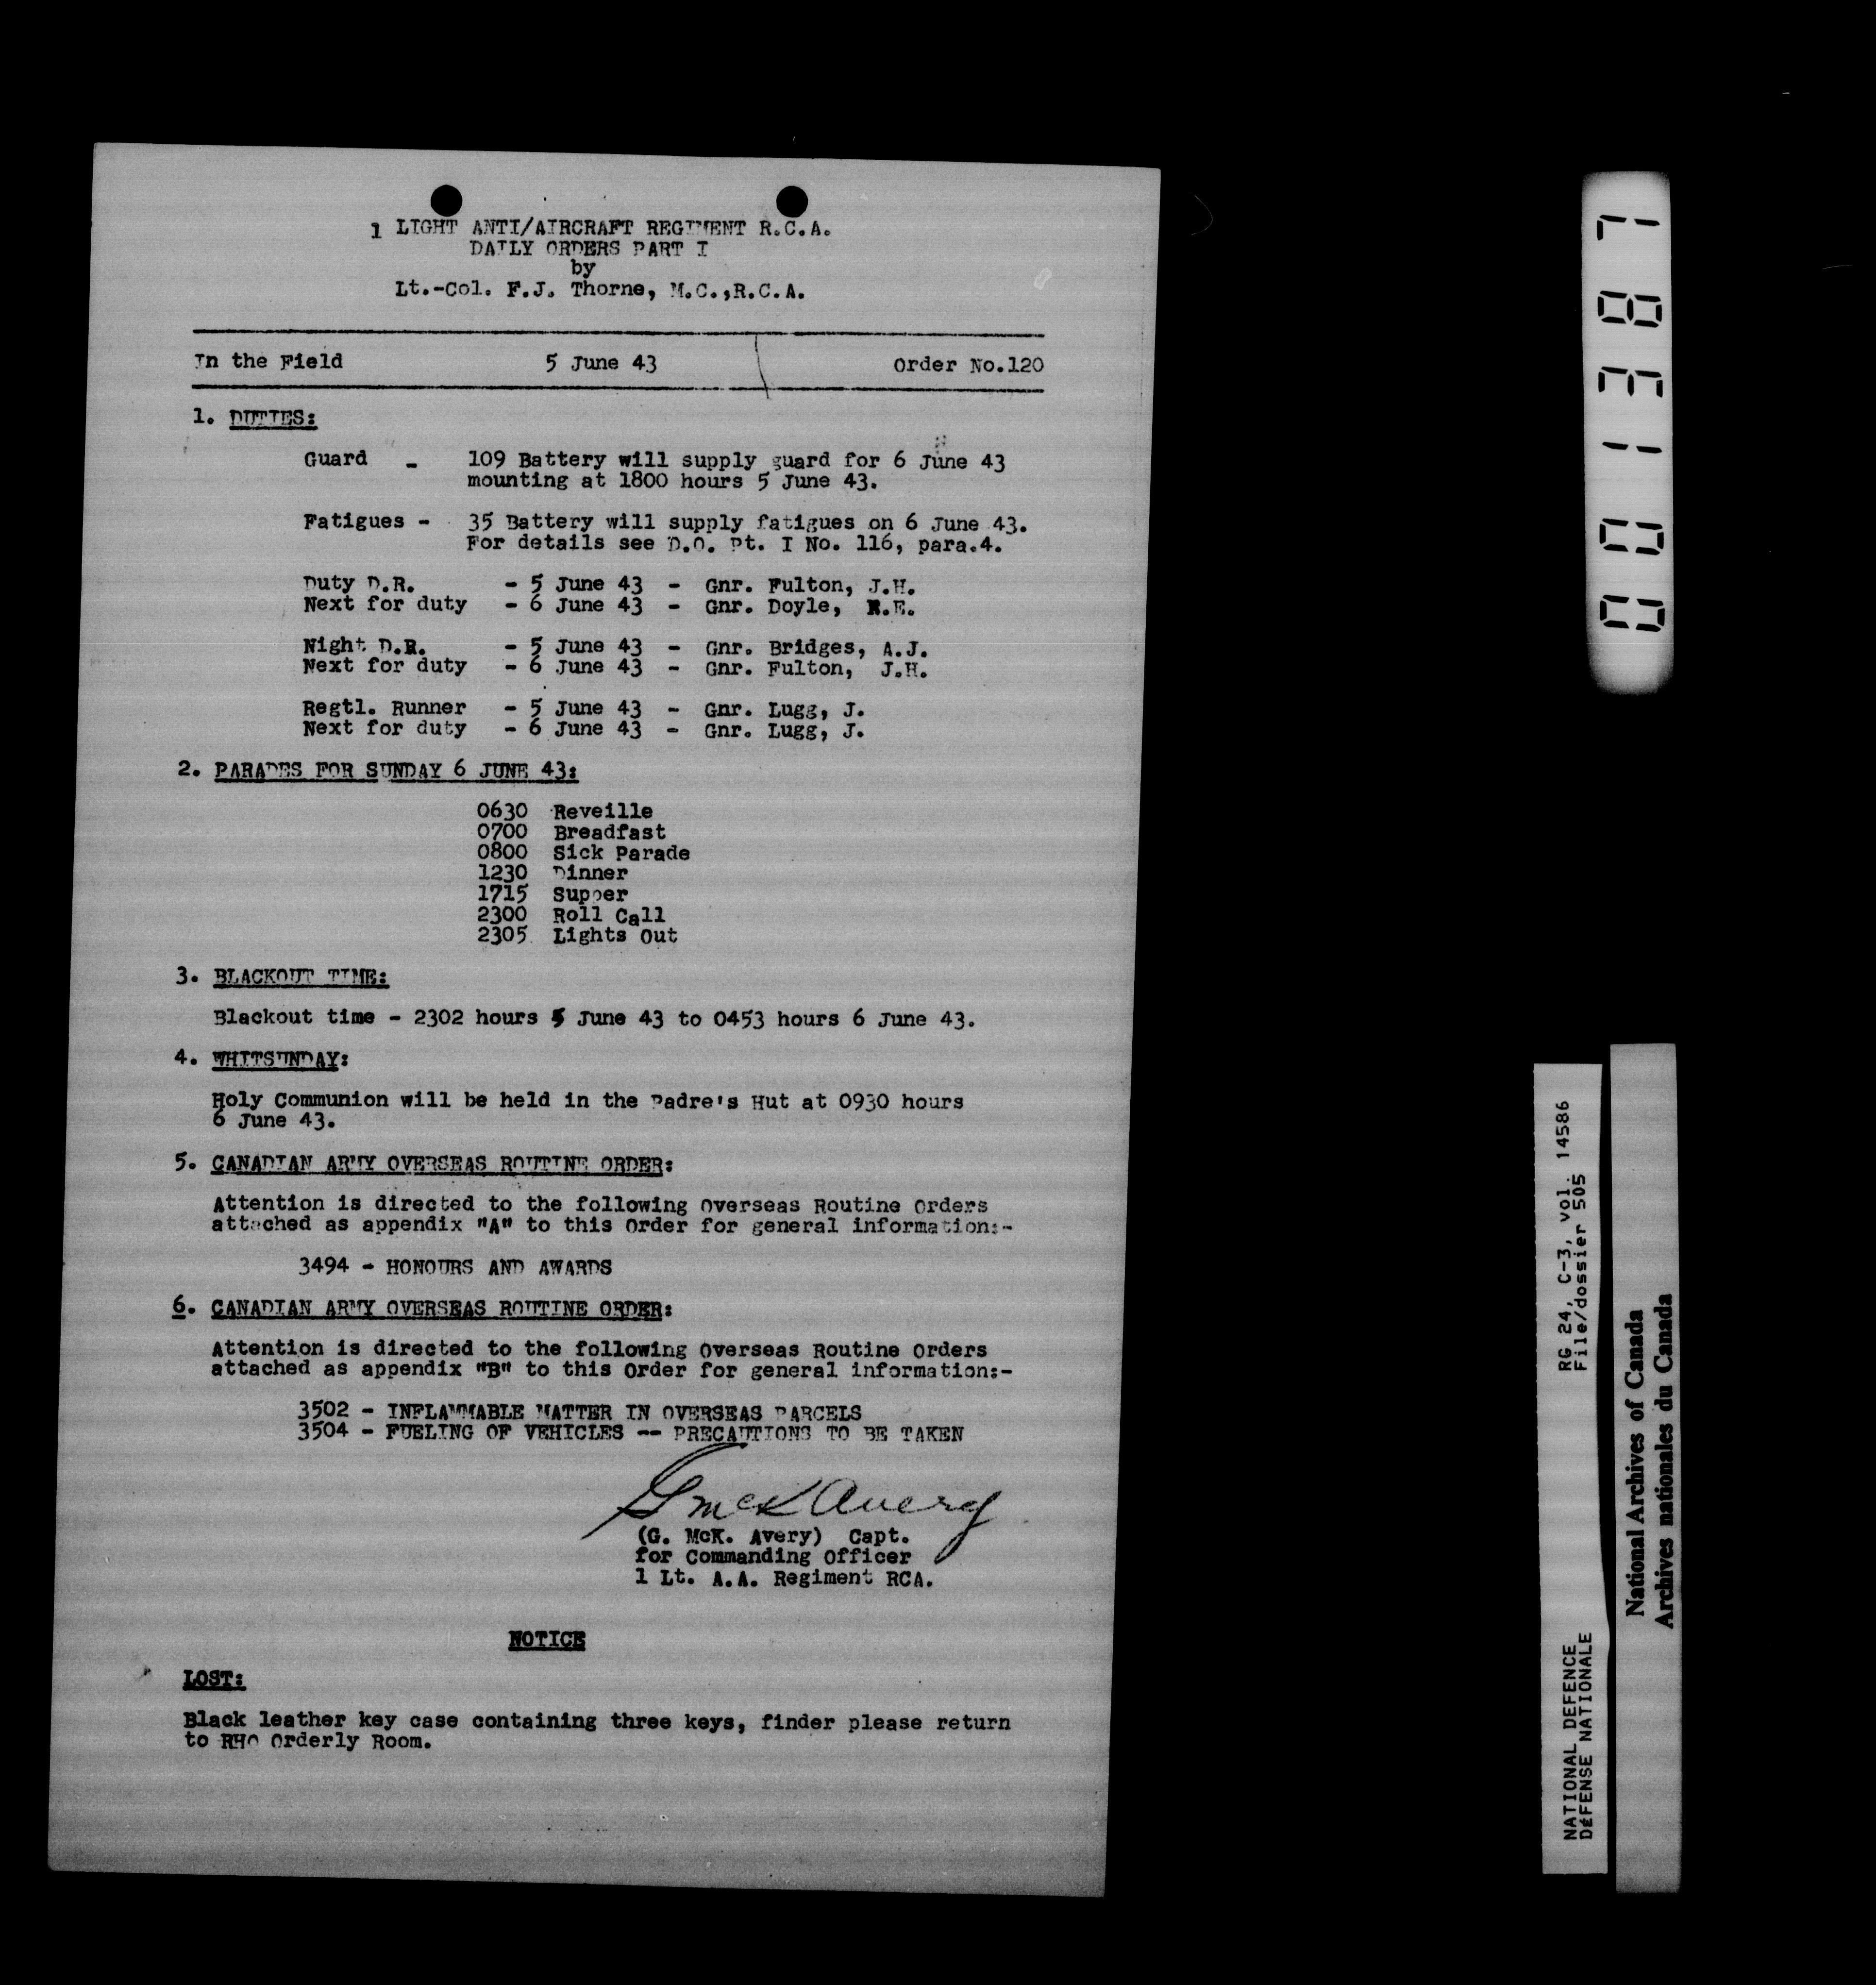 1 LIGHT ANTI/AIRCRAFT REGIMENT R.C.A.
DAILY ORDERS PART I
by
Lt.-Col. F.J. Thorne, M.C.,R.C.A.
In the Field 5 June 43 Order No.120
1. DUTIES:
Guard - 109 Battery will supply guard for 6 June 43
mounting at 1800 hours 5 June 43.
Fatigues - 35 Battery will supply fatigues on 6 June 43.
For details see D.O. Pt. I No. 116, para.4.
Duty D.R. - 5 June 43 - Gnr. Fulton, J.H.
Next for duty - 6 June 43 - Gnr. Doyle, R.E.
Night D.R. - 5 June 43 - Gnr. Bridges, A.J.
Next for duty - 6 June 43 - Gnr. Fulton, J.H.
Regtl. Runner - 5 June 43 - Gnr. Lugg, J.
Next for duty - 6 June 43 - Gnr. Lugg, J.
2. PARADES FOR SUNDAY 6 JUNE 43:
0630 Reveille
0700 Breadfast
0800 Sick Parade
1230 Dinner
1715 Supper
2300 Roll Call
2305 Lights Out
3. BLACKOUT TIME:
Blackout time - 2302 hours 5 June 43 to 0453 hours 6 June 43.
4. WHITSUNDAY:
Holy Communion will be held in the Padre's Hut at 0930 hours
6 June 43.
5. CANADIAN ARMY OVERSEAS ROUTINE ORDER:
Attention is directed to the following Overseas Routine Orders
attached as appendix "A" to this Order for general information:-
3494 - HONOURS AND AWARDS
6. CANADIAN ARMY OVERSEAS ROUTINE ORDER:
Attention is directed to the following Overseas Routine Orders
attached as appendix "B" to this Order for general information:-
3502 - INFLAMMABLE MATTER IN OVERSEAS PARCELS
3504 - FUELING OF VEHICLES -- PRECAUTIONS TO BE TAKEN
G McK Avery
(G. McK. Avery) Capt.
for Commanding Officer
1 Lt. A.A. Regiment RCA.
NOTICE
LOST:
Black leather key case containing three keys, finder please return
to RHQ Orderly Room.
001387
NATIONAL DEFENCE RG 24, C-3, vol. 14586
DéFENSE NATIONALE File/dossier 505
National Archives of Canada
Archives nationales du Canada